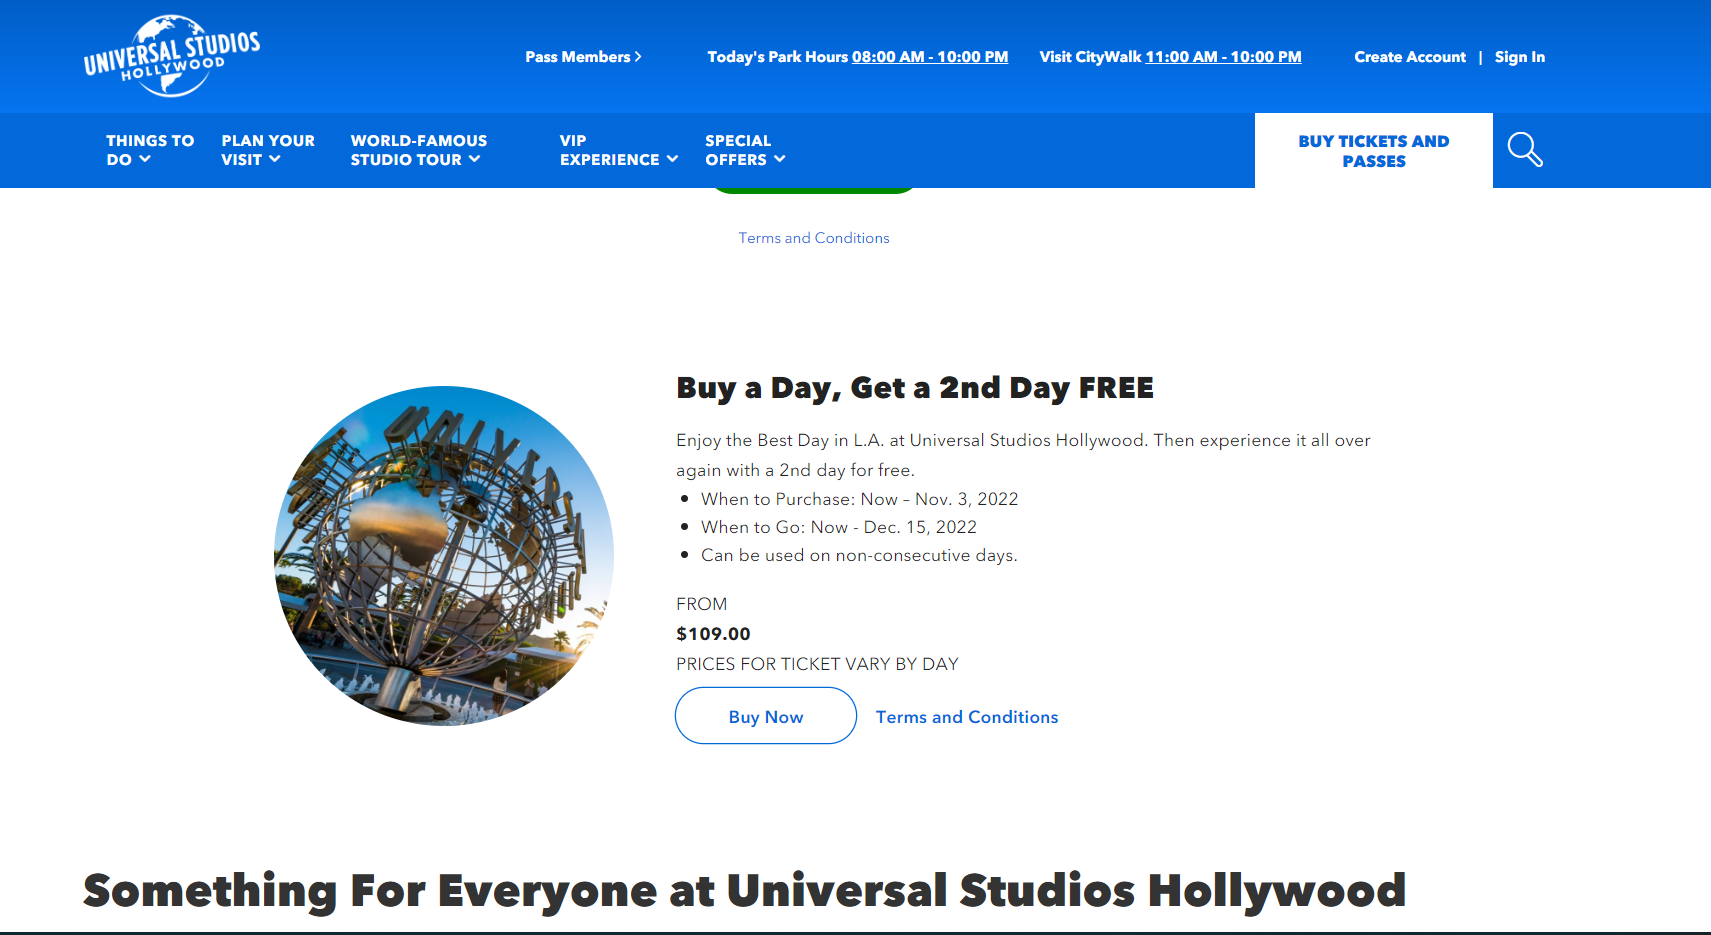 UNIVERSAL STUDIOS
HOLLYWOOD
Pass Members
Today's Park Hours 08:00 AM - 10:00 PM
Visit CityWalk 11:00 AM - 10:00 PM
Create Account | Sign In
THINGS TO
DO
PLAN YOUR
VISIT
WORLD-FAMOUS
STUDIO TOUR
VIP
EXPERIENCE
SPECIAL
OFFERS
BUY TICKETS AND
PASSES
Terms and Conditions
UNIVERSAL
Buy a Day, Get a 2nd Day FREE
Enjoy the Best Day in L.A. at Universal Studios Hollywood. Then experience it all over
again with a 2nd day for free.
• When to Purchase: Now – Nov. 3, 2022
• When to Go: Now - Dec. 15, 2022
• Can be used on non-consecutive days.
FROM
$109.00
PRICES FOR TICKET VARY BY DAY
Buy Now
Terms and Conditions
Something For Everyone at Universal Studios Hollywood